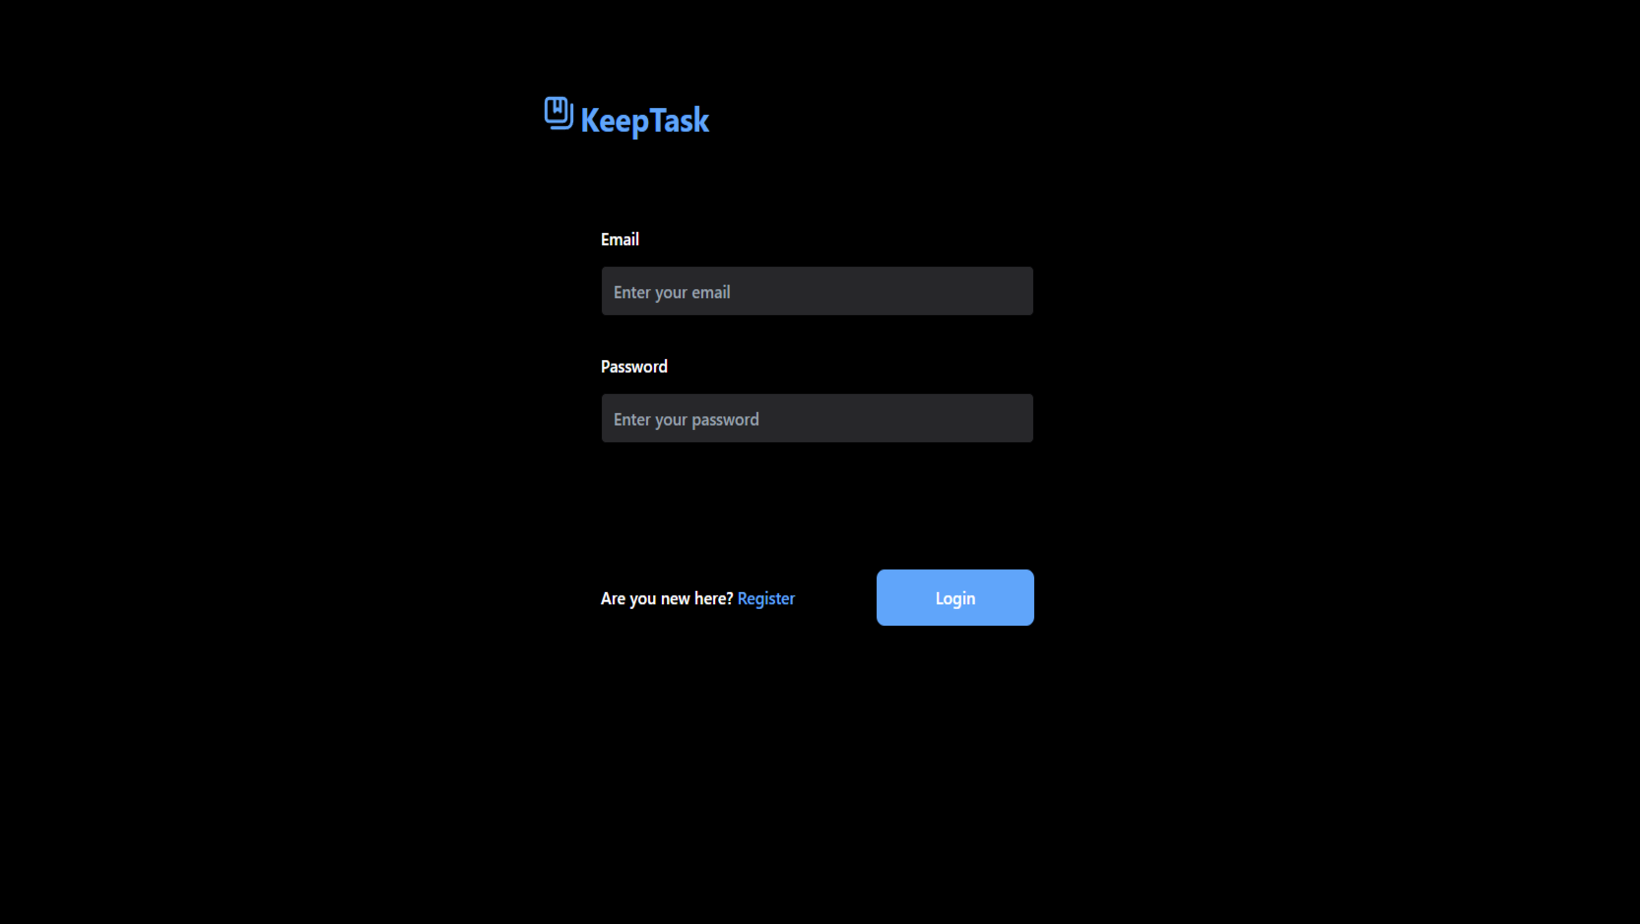 KeepTask
Email
Enter your email
Password
Enter your password
Are you new here? Register
Login